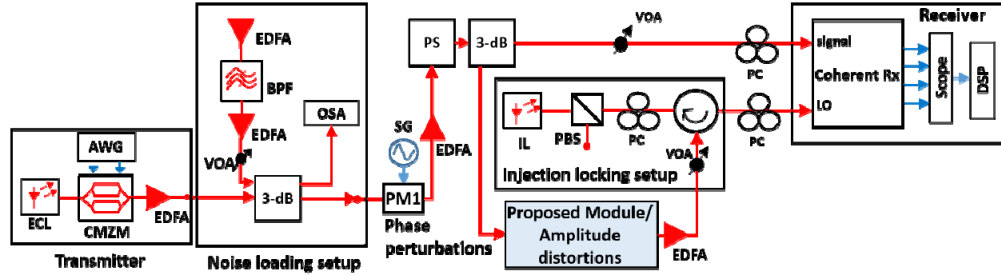 EDFA
BPF
EDFA
VOA
OSA
3-dB
Noise loading setup
AWG
ECL
CMZM
EDFA
Transmitter
SG
PM1
Phase
perturbations
EDFA
PS
3-dB
VOA
PC
IL
PBS
PC
VOA
Injection locking setup
PC
Proposed Module/
Amplitude
distortions
EDFA
Receiver
signal
Coherent Rx
LO
Scope
DSP